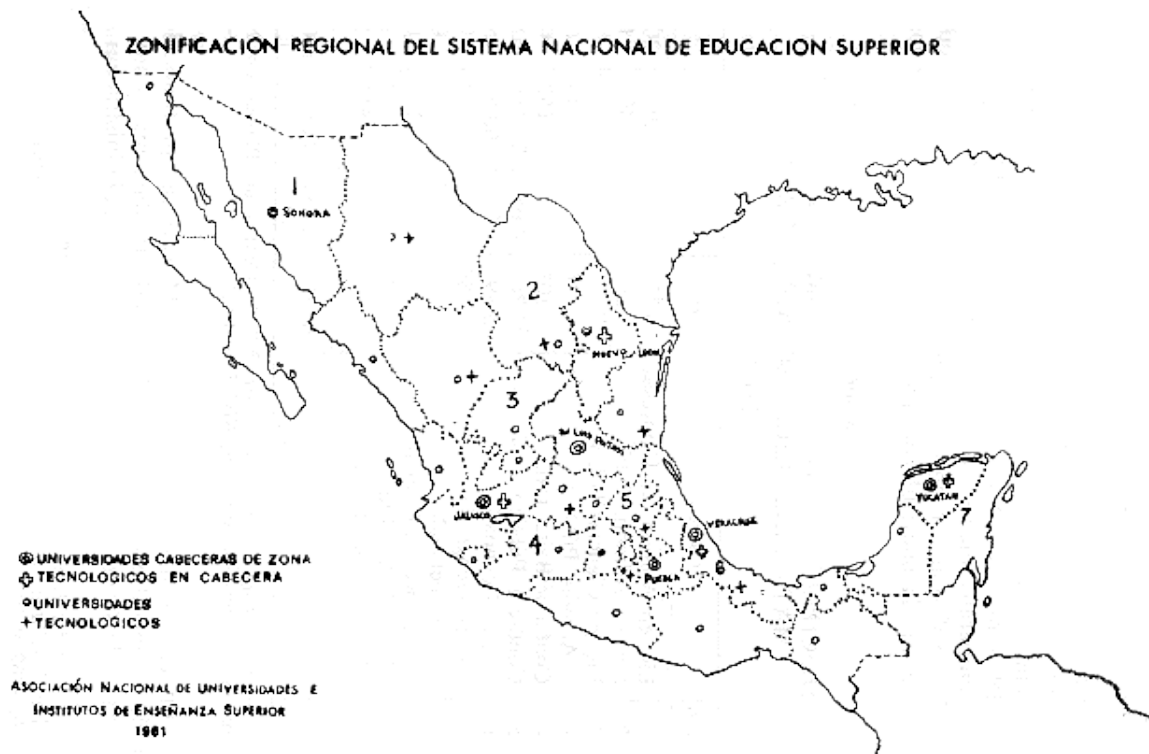 ZONIFICACIÓN REGIONAL DEL SISTEMA NACIONAL DE EDUCACION SUPERIOR
1
SONORA
2
NUEVO LEON
3
SAN LUIS POTOSI
5
JALISCO
4
PUEBLA
VERACRUZ
YUCATAN
7
UNIVERSIDADES CABECERAS DE ZONA
TECNOLOGICOS EN CABECERA
UNIVERSIDADES
TECNOLOGICOS
ASOCIACIÓN NACIONAL DE UNIVERSIDADES E
INSTITUTOS DE ENSEÑANZA SUPERIOR
1961